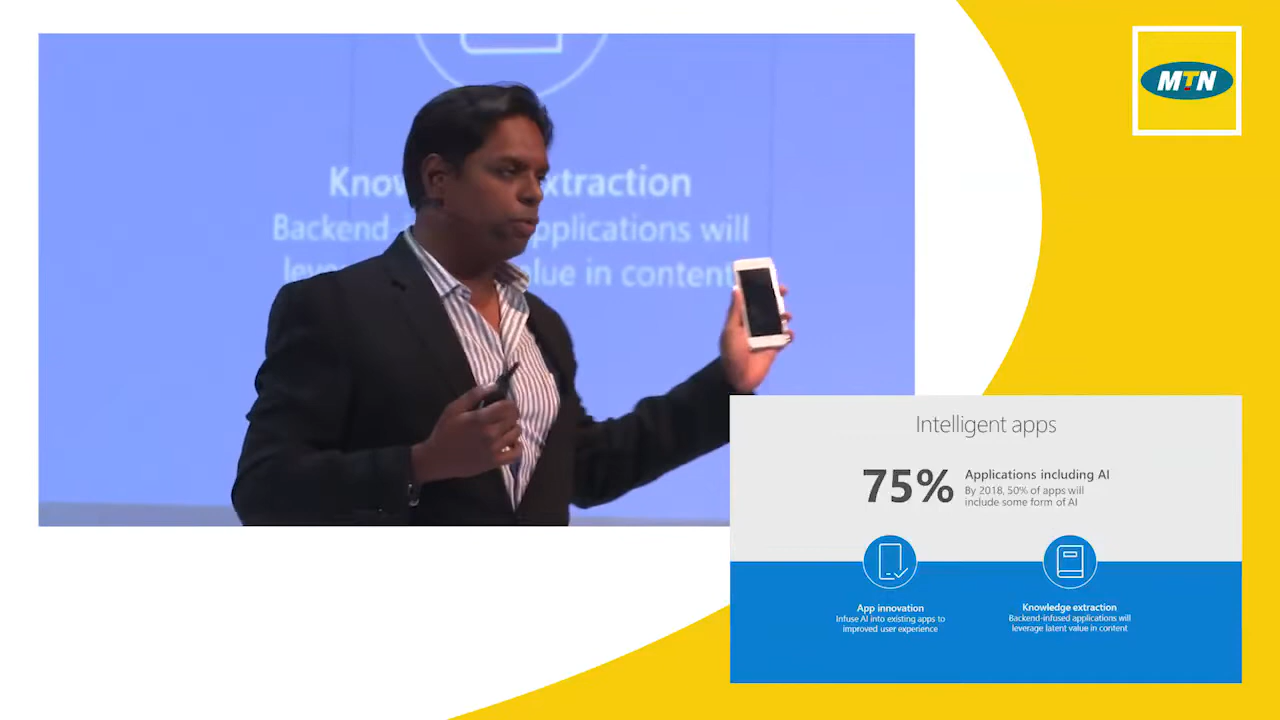 Know xtraction
Backend- pplications will
leve lue in content
MTN
Intelligent apps
75%
Applications including AI
By 2018, 50% of apps will
include some form of AI
App innovation
Infuse AI into existing apps to
improved user experience
Knowledge extraction
Backend-infused applications will
leverage latent value in content